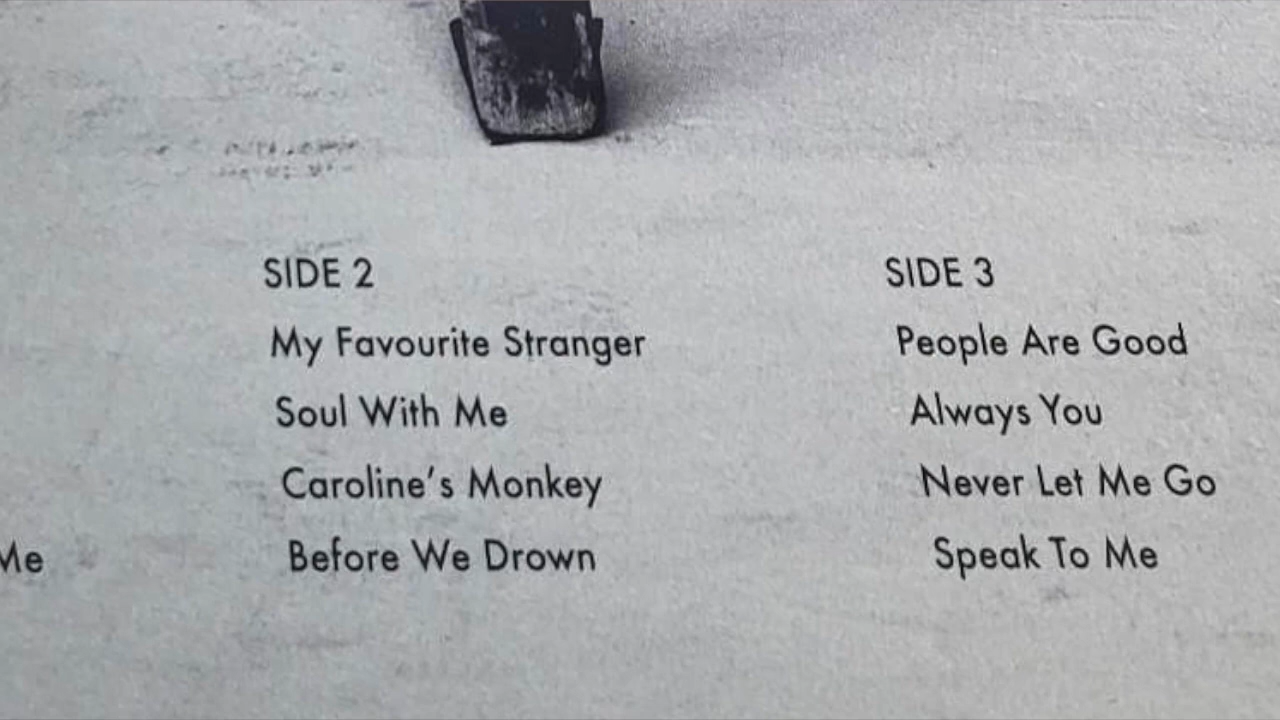 SIDE 2
My Favourite Stranger
Soul With Me
Caroline's Monkey
Before We Drown
SIDE 3
People Are Good
Always You
Never Let Me Go
Speak To Me
Me